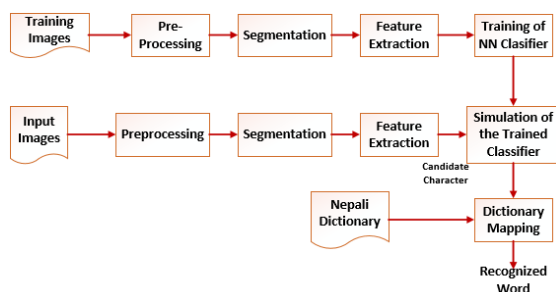 Training
Images
Pre-
Processing
Segmentation
Feature
Extraction
Training of
NN Clasifier
Input
Images
Preprocessing
Segmentation
Feature
Extraction
Simulation of
the Trained
Classifier
Candidate
Character
Nepali
Dictionary
Dictionary
Mapping
Recognized
Word